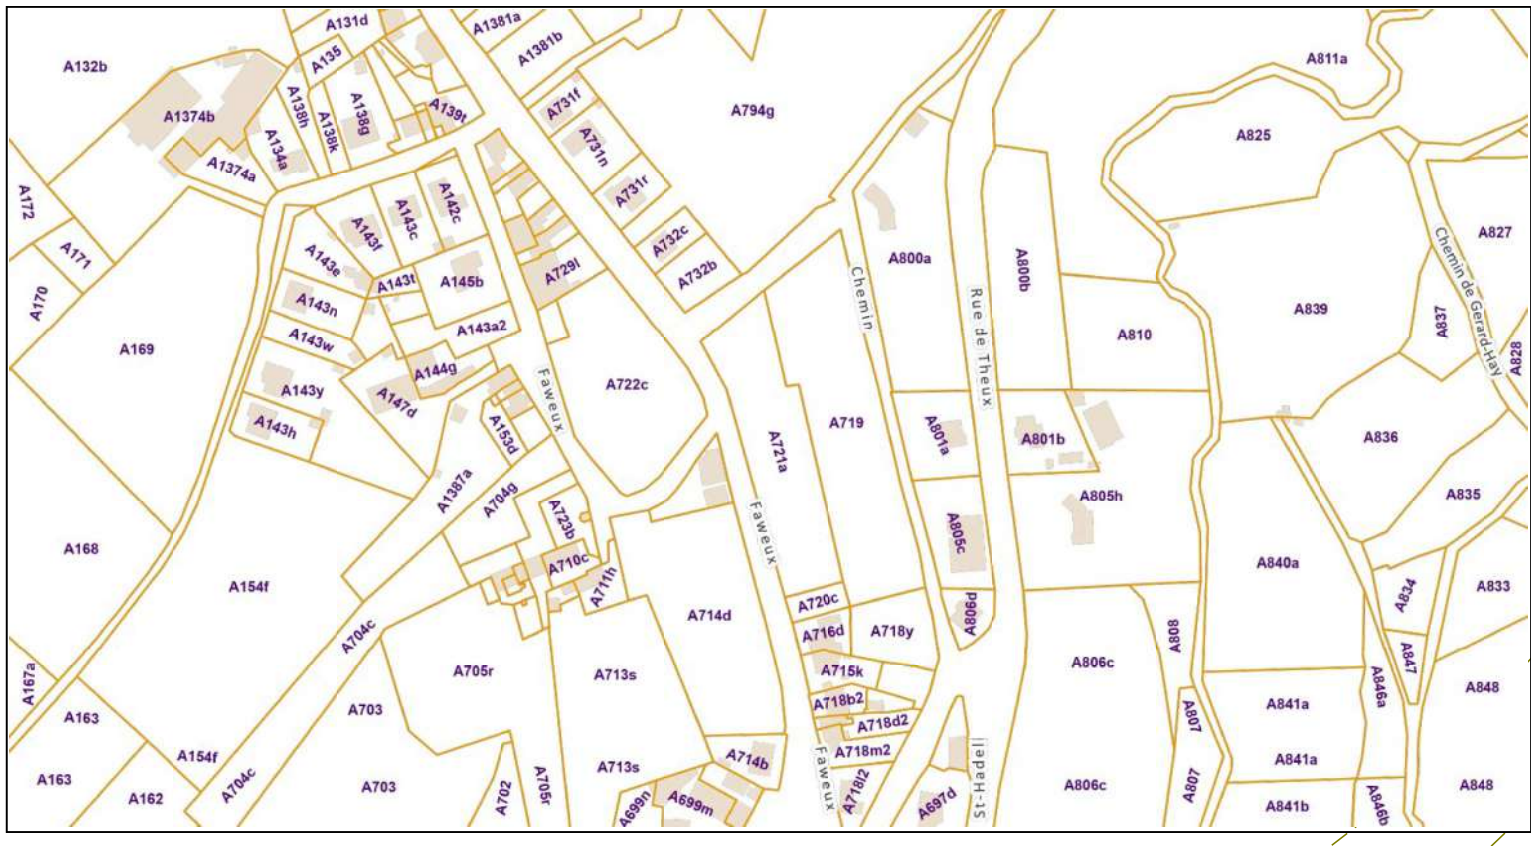 A131d
A1381a
A1381b
A135
A132b
A811a
A138h
A138k
A138g
A139t
A731f
A794g
A1374b
A134a
A731n
A825
A1374a
A172
A142c
A143c
A143f
A731r
A171
A143e
A732c
A732b
A827
A143t
A145b
A729l
A800a
A800b
Chemin de Gerard-Hay
A170
A143n
Chemin
Rue de Theux
A839
A837
A143w
A143a2
A810
A828
A169
A144g
A143y
A147d
Faweux
A722c
A143h
A153d
A721a
A719
A801a
A801b
A836
A1387a
A704g
A805h
A835
A723b
Faweux
A805c
A168
A710c
A840a
A154f
A711h
A834
A833
A720c
A714d
A806d
A704c
A716d
A718y
A808
A847
A167a
A705r
A713s
A715k
A806c
A846a
A848
A163
A703
A718b2
A807
A841a
A718d2
A154f
A714b
A718m2
A841a
A163
A704c
A703
A702
A705r
A713s
A699n
A699m
Faweux
A718l2
A697d
St-Hadeli
A806c
A807
A848
A162
A841b
A846b